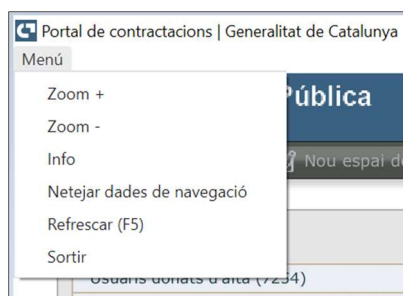 Portal de contractacions | Generalitat de Catalunya
Menú
Zoom +
Zoom -
Info
Netejar dades de navegació
Refrescar (F5)
Sortir
Pública
Nou espai de
Usuaris donats d'alta (7254)